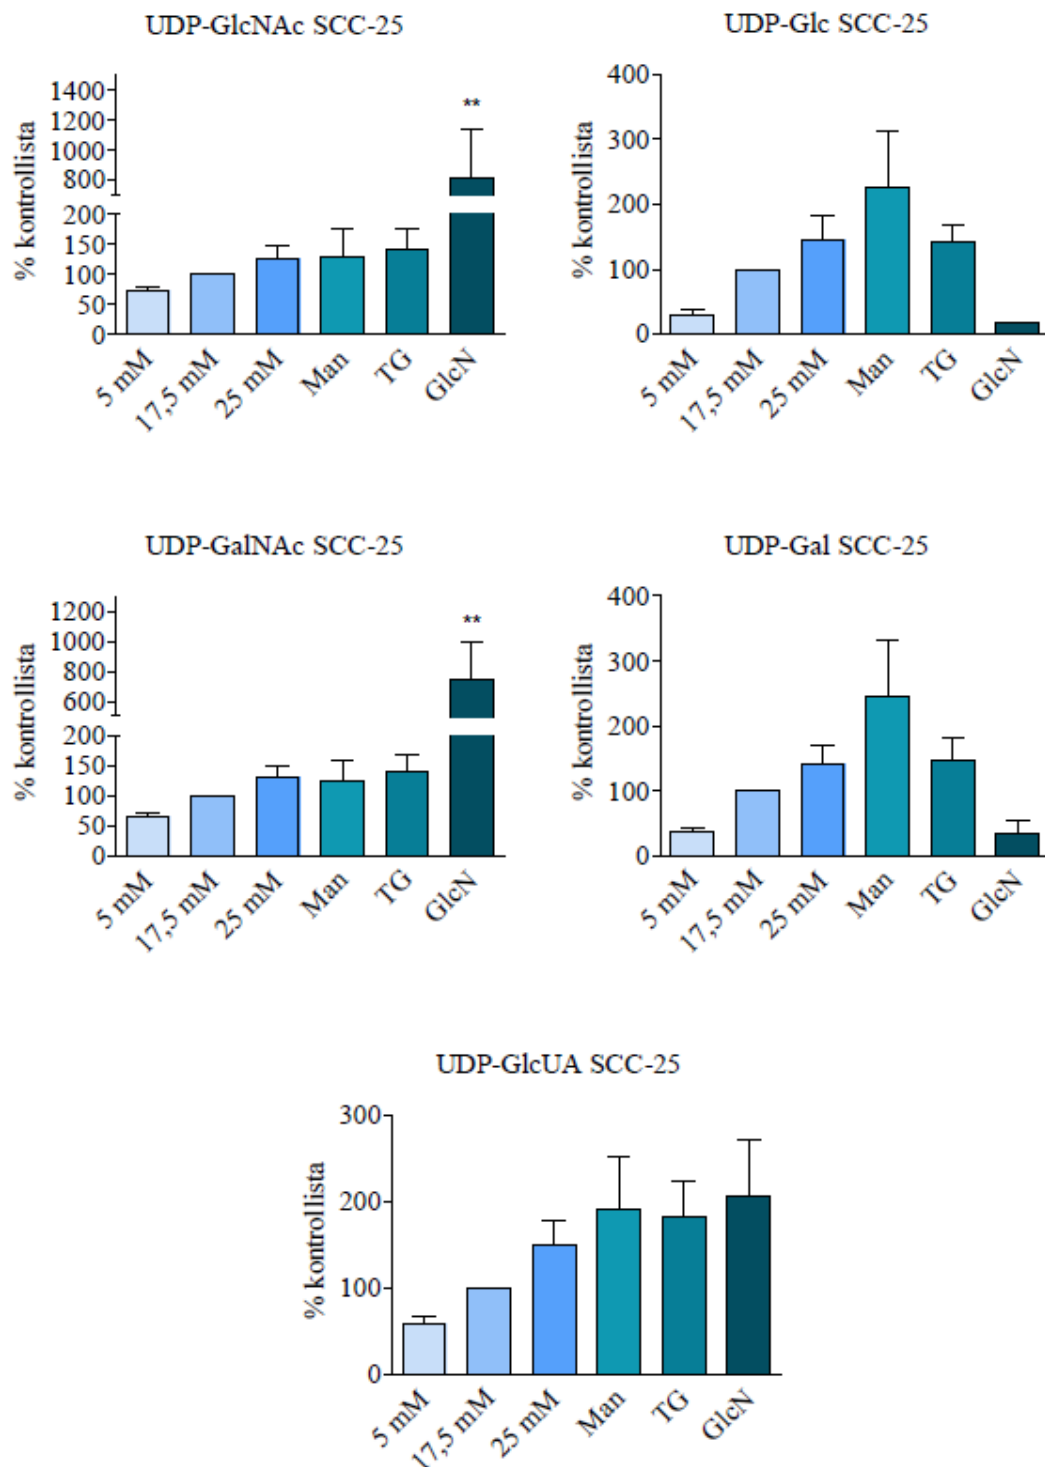 UDP-GlcNAc SCC-25
% kontrollista
1400
1200
1000
800
200
150
100
50
0
**
5 mM
17,5 mM
25 mM
Man
TG
GlcN
UDP-Glc SCC-25
% kontrollista
400
300
200
100
0
5 mM
17,5 mM
25 mM
Man
TG
GlcN
UDP-GalNAc SCC-25
% kontrollista
1200
1000
800
600
200
150
100
50
0
**
5 mM
17,5 mM
25 mM
Man
TG
GlcN
UDP-Gal SCC-25
% kontrollista
400
300
200
100
0
5 mM
17,5 mM
25 mM
Man
TG
GlcN
UDP-GlcUA SCC-25
% kontrollista
300
200
100
0
5 mM
17,5 mM
25 mM
Man
TG
GlcN